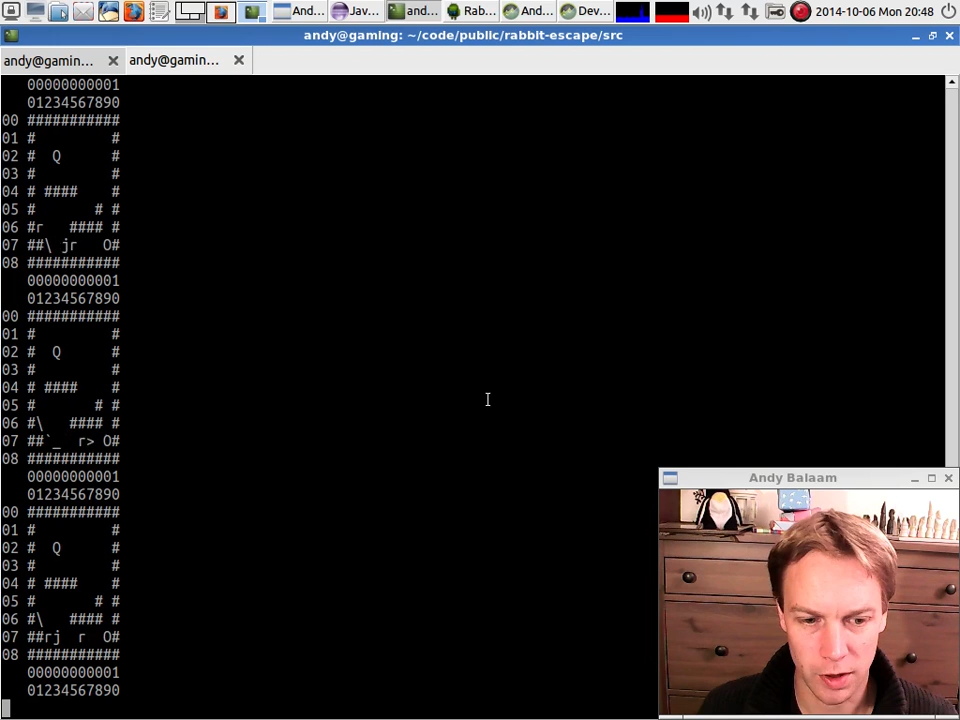 And... Jav... and... Rab... And... Dev... 2014-10-06 Mon 20:48
andy@gaming: ~/code/public/rabbit-escape/src
andy@gamin... andy@gamin...
   00000000001
   01234567890
00 ###########
01 #         #
02 #  Q      #
03 #         #
04 # ####    #
05 #       # #
06 #r   #### #
07 ##\ jr   O#
08 ###########
   00000000001
   01234567890
00 ###########
01 #         #
02 #  Q      #
03 #         #
04 # ####    #
05 #       # #
06 #\   #### #
07 ##`_  r> O#
08 ###########
   00000000001
   01234567890
00 ###########
01 #         #
02 #  Q      #
03 #         #
04 # ####    #
05 #       # #
06 #\   #### #
07 ##rj  r  O#
08 ###########
   00000000001
   01234567890
Andy Balaam